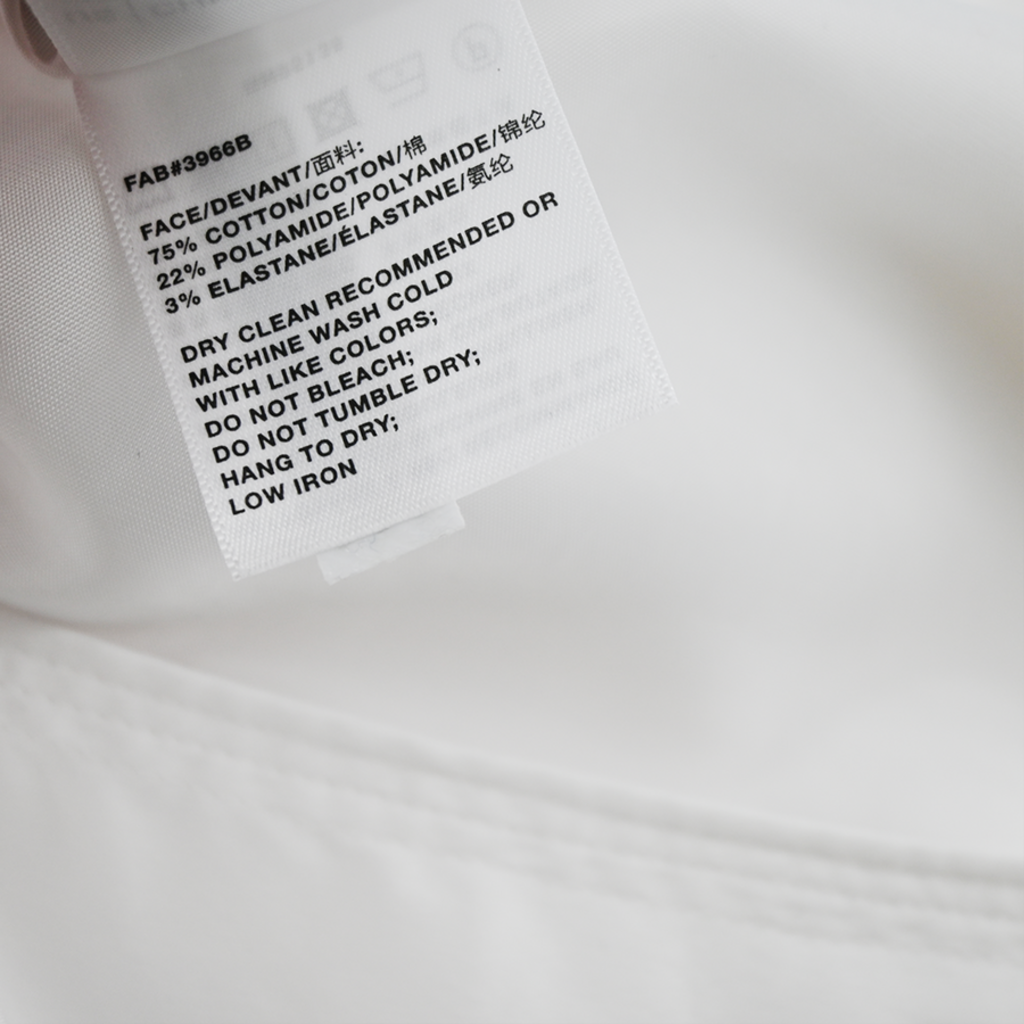 FAB#3966B
FACE/DEVANT/面料:
75% COTTON/COTON/棉
22% POLYAMIDE/POLYAMIDE/锦纶
3% ELASTANE/ÉLASTANE/氨纶
DRY CLEAN RECOMMENDED OR
MACHINE WASH COLD
WITH LIKE COLORS;
DO NOT BLEACH;
DO NOT TUMBLE DRY;
HANG TO DRY;
LOW IRON